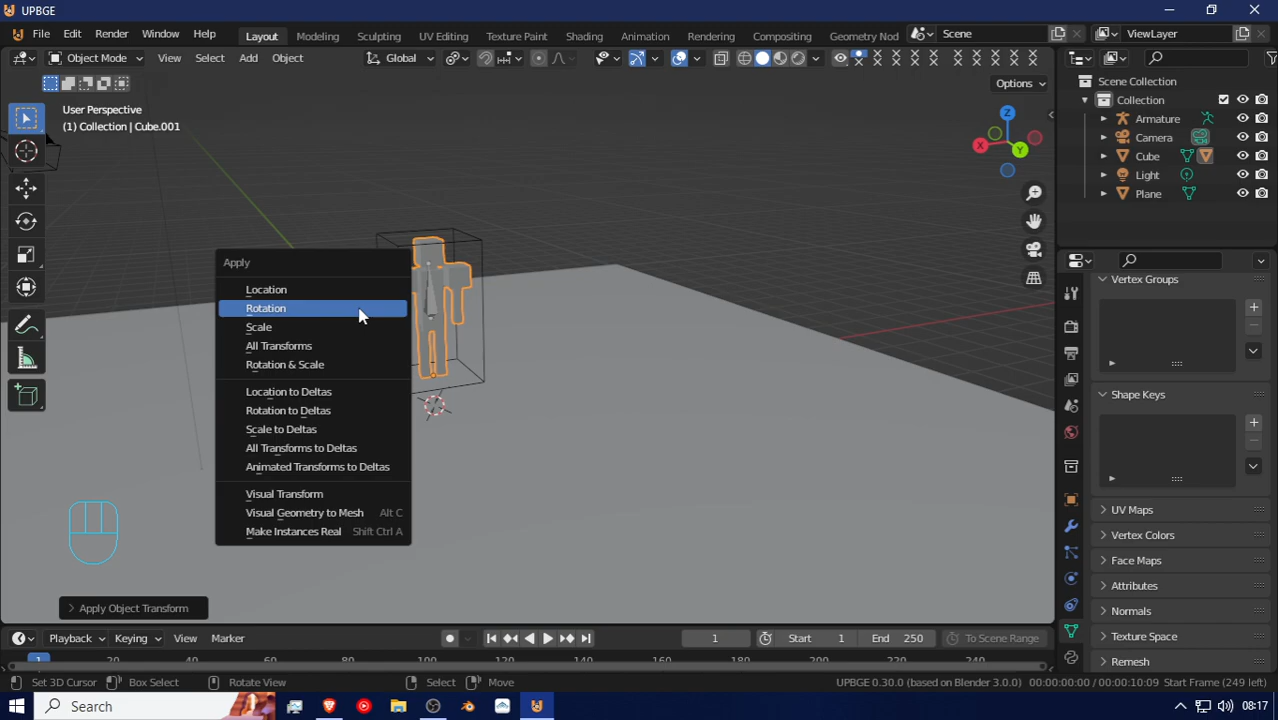 UPBGE
File Edit Render Window Help Layout Modeling Sculpting UV Editing Texture Paint Shading Animation Rendering Compositing Geometry Nod Scene ViewLayer
Object Mode View Select Add Object Global
Options
User Perspective
(1) Collection | Cube.001
Scene Collection
Collection
Armature
Camera
Cube
Light
Plane
Z
X
Y
Apply
Location
Rotation
Scale
All Transforms
Rotation & Scale
Location to Deltas
Rotation to Deltas
Scale to Deltas
All Transforms to Deltas
Animated Transforms to Deltas
Visual Transform
Visual Geometry to Mesh Alt C
Make Instances Real Shift Ctrl A
Vertex Groups
Shape Keys
UV Maps
Vertex Colors
Face Maps
Attributes
Normals
Texture Space
Remesh
Apply Object Transform
Playback Keying View Marker 1 Start 1 End 250 To Scene Range
1 20 40 60 80 100 120 140 160 180 200 220 240
Set 3D Cursor Box Select Rotate View Select Move UPBGE 0.30.0 (based on Blender 3.0.0) 00:00:00:00 / 00:00:10:09 Start Frame (249 left)
Search 08:17